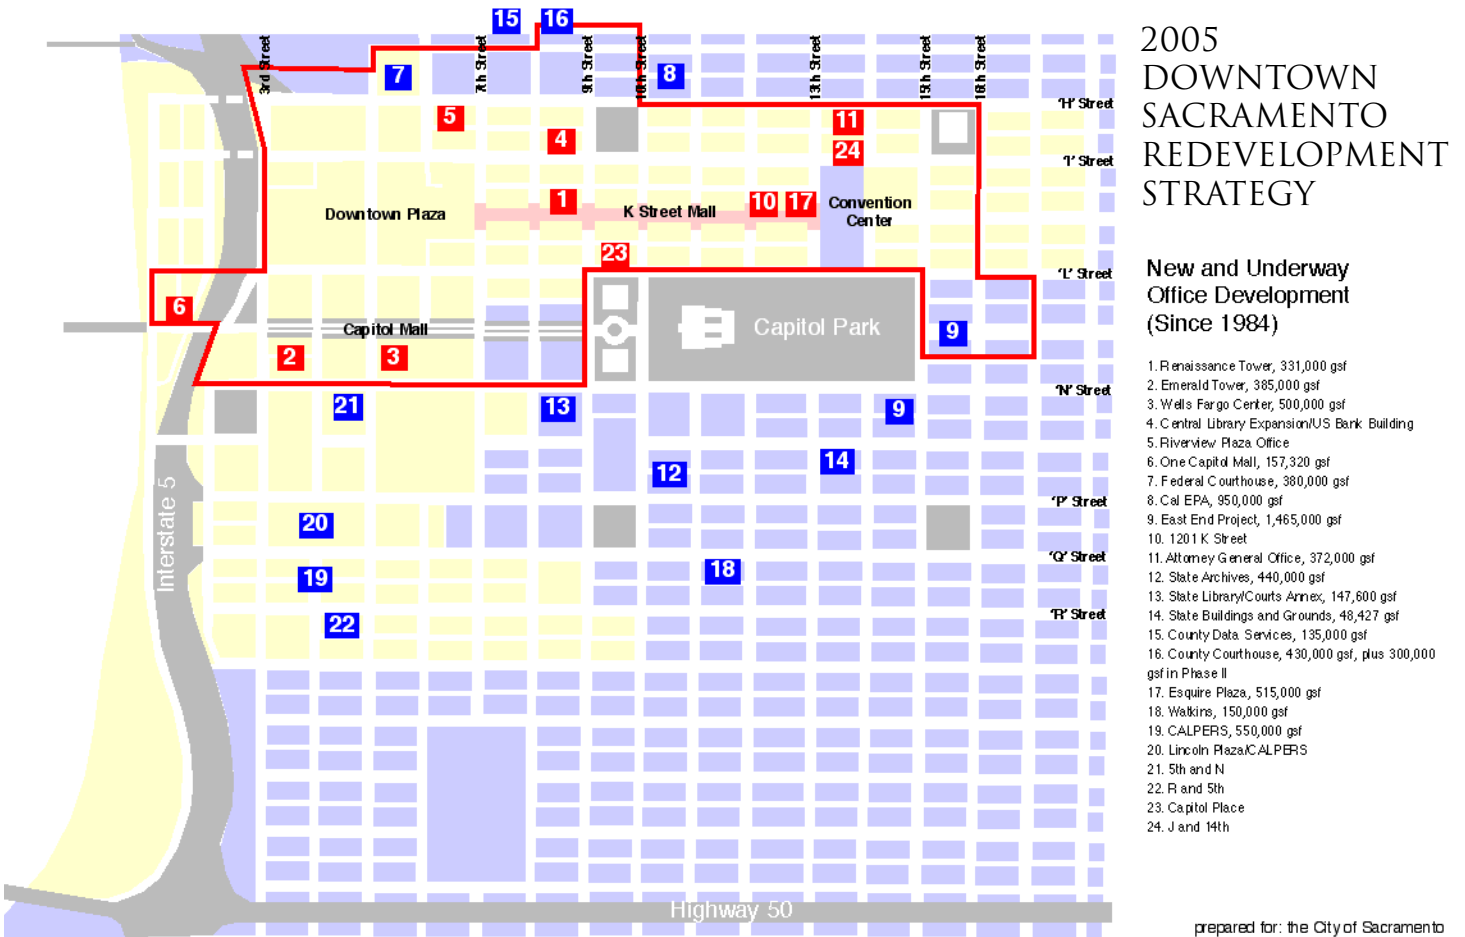 2005
DOWNTOWN
SACRAMENTO
REDEVELOPMENT
STRATEGY
New and Underway
Office Development
(Since 1984)
1. Renaissance Tower, 331,000 gsf
2. Emerald Tower, 385,000 gsf
3. Wells Fargo Center, 500,000 gsf
4. Central Library Expansion/US Bank Building
5. Riverview Plaza Office
6. One Capitol Mall, 157,320 gsf
7. Federal Courthouse, 380,000 gsf
8. Cal EPA, 950,000 gsf
9. East End Project, 1,465,000 gsf
10. 1201 K Street
11. Attorney General Office, 372,000 gsf
12. State Archives, 440,000 gsf
13. State Library/Courts Annex, 147,600 gsf
14. State Buildings and Grounds, 48,427 gsf
15. County Data Services, 135,000 gsf
16. County Courthouse, 430,000 gsf, plus 300,000
gsf in Phase II
17. Esquire Plaza, 515,000 gsf
18. Watkins, 150,000 gsf
19. CALPERS, 550,000 gsf
20. Lincoln Plaza/CALPERS
21. 5th and N
22. R and 5th
23. Capitol Place
24. J and 14th
prepared for: the City of Sacramento
15
16
3rd Street
7th Street
9th Street
10th Street
13th Street
15th Street
16th Street
7
8
'H' Street
5
11
4
24
'I' Street
1
10
17
Downtown Plaza
K Street Mall
Convention
Center
23
'L' Street
6
Capitol Mall
Capitol Park
9
2
3
'N' Street
21
13
9
12
14
Interstate 5
'P' Street
20
'Q' Street
19
18
'R' Street
22
Highway 50